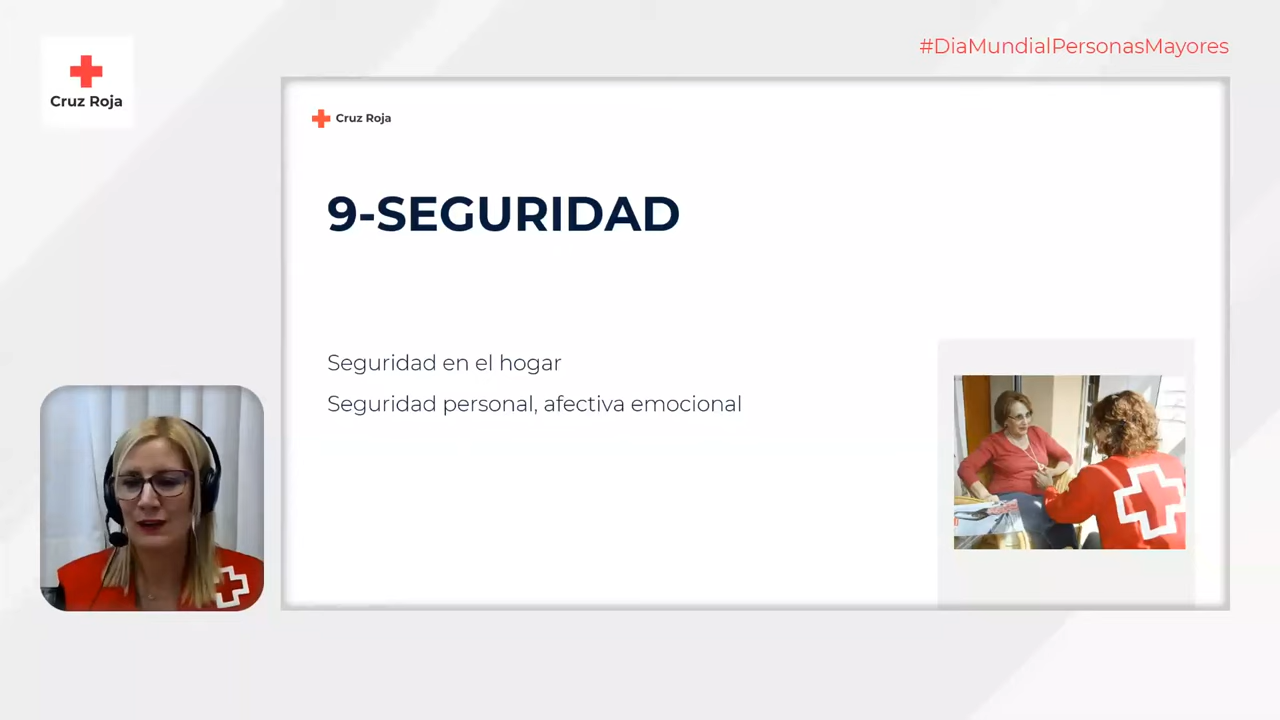 #DiaMundialPersonasMayores
Cruz Roja
Cruz Roja
9-SEGURIDAD
Seguridad en el hogar
Seguridad personal, afectiva emocional